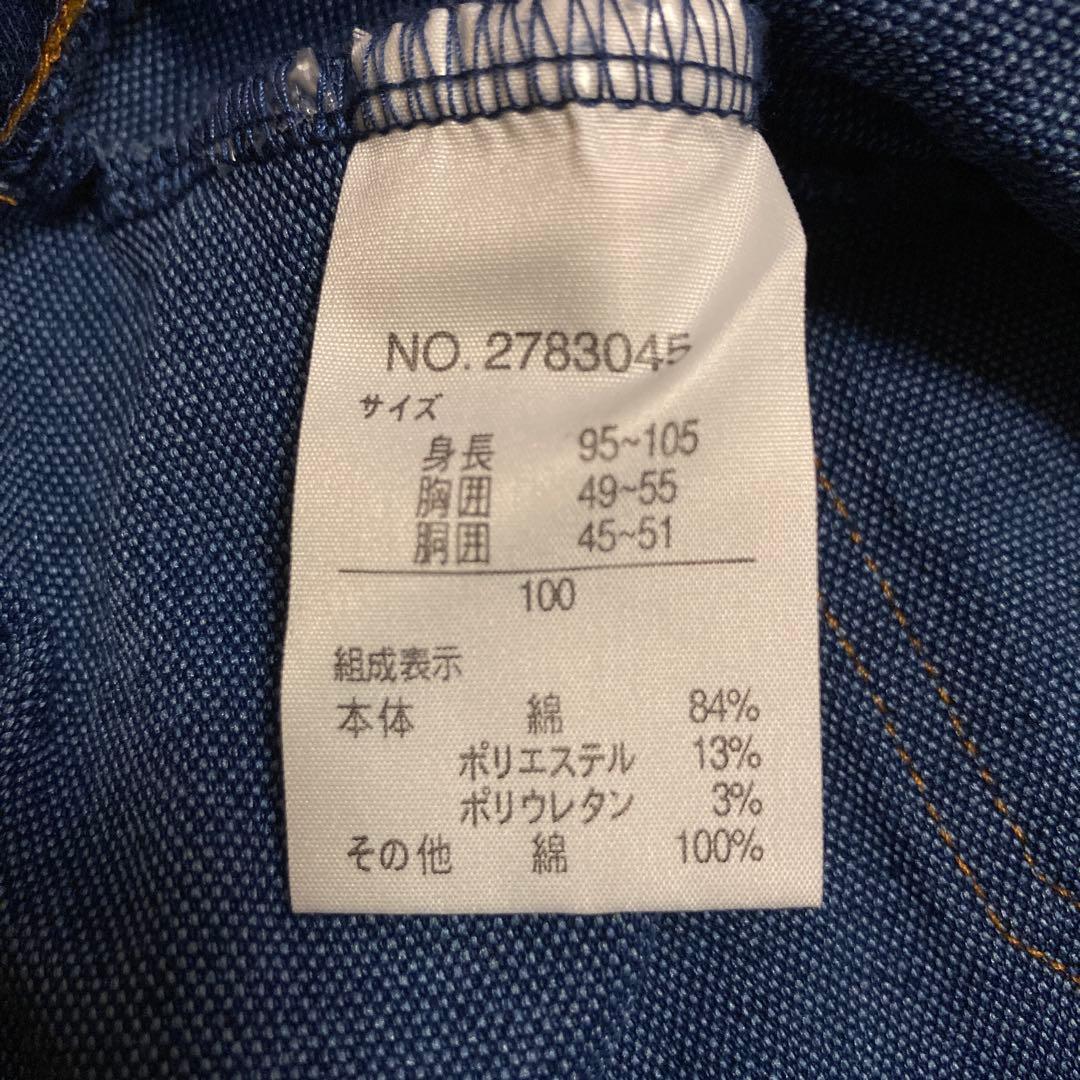 NO. 2783045
サイズ
身長 95~105
胸囲 49~55
胴囲 45~51
100
組成表示
本体 綿 84%
ポリエステル 13%
ポリウレタン 3%
その他 綿 100%